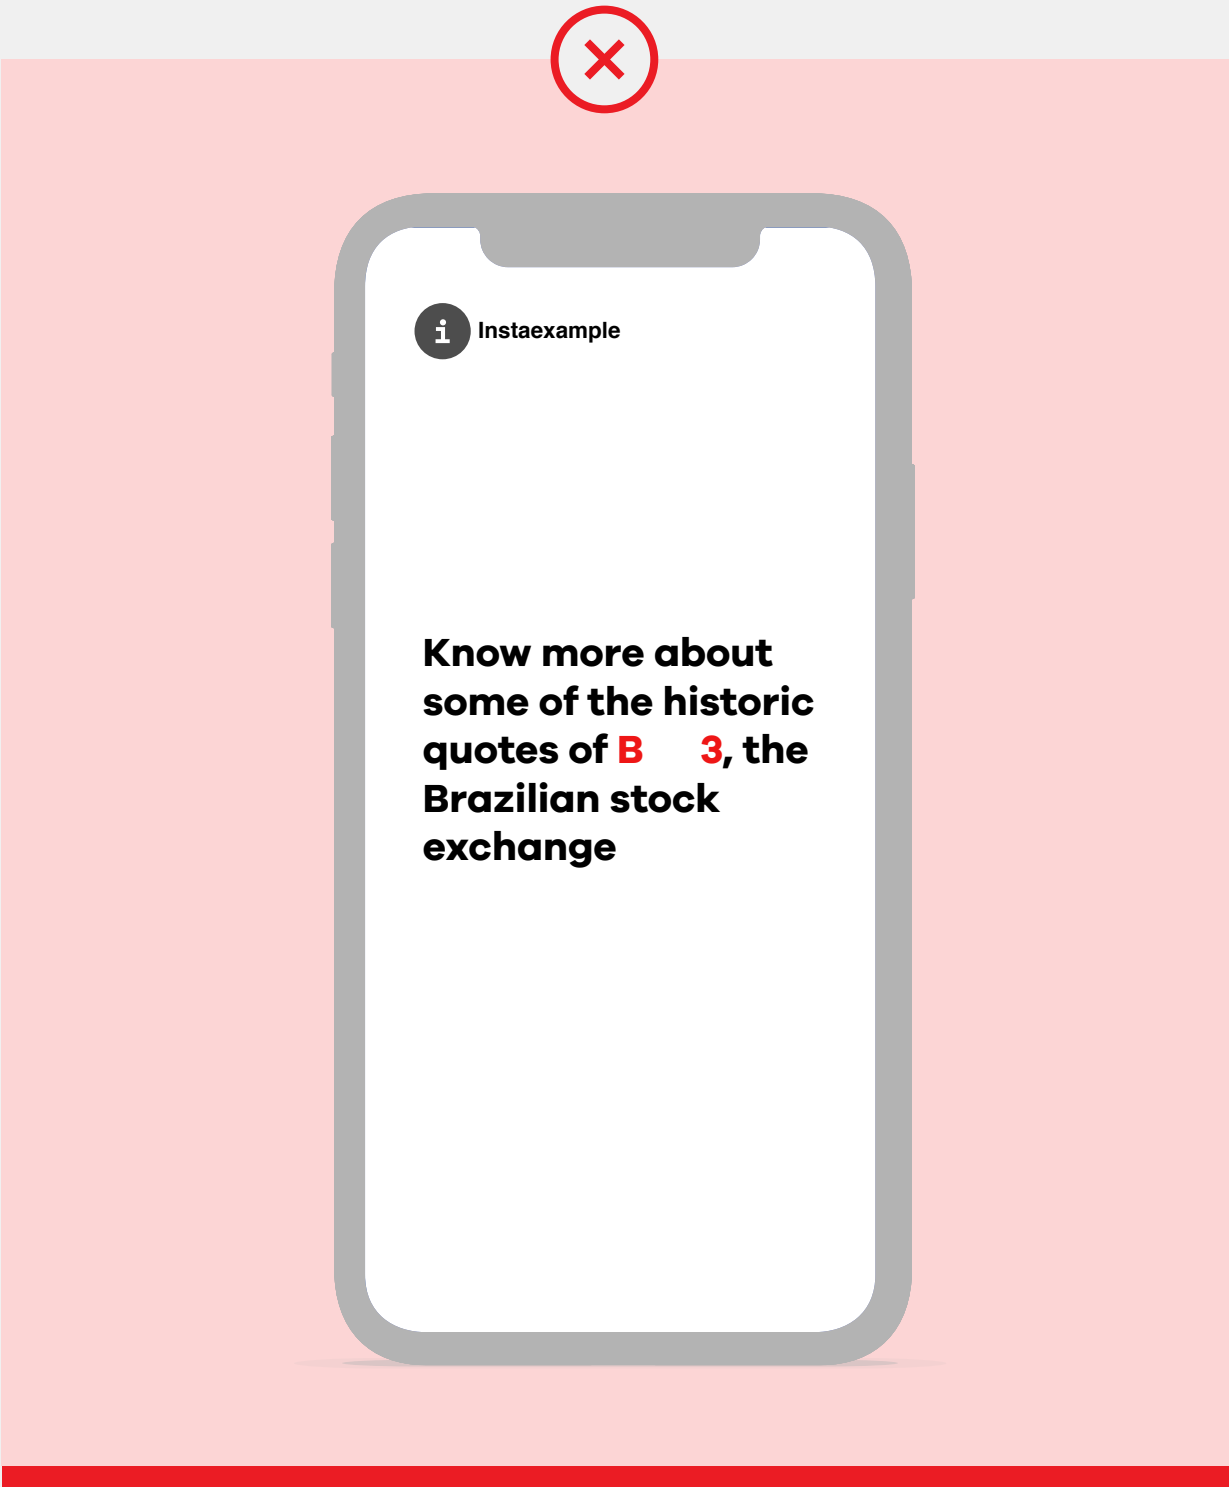 i Instaexample
Know more about
some of the historic
quotes of B 3, the
Brazilian stock
exchange